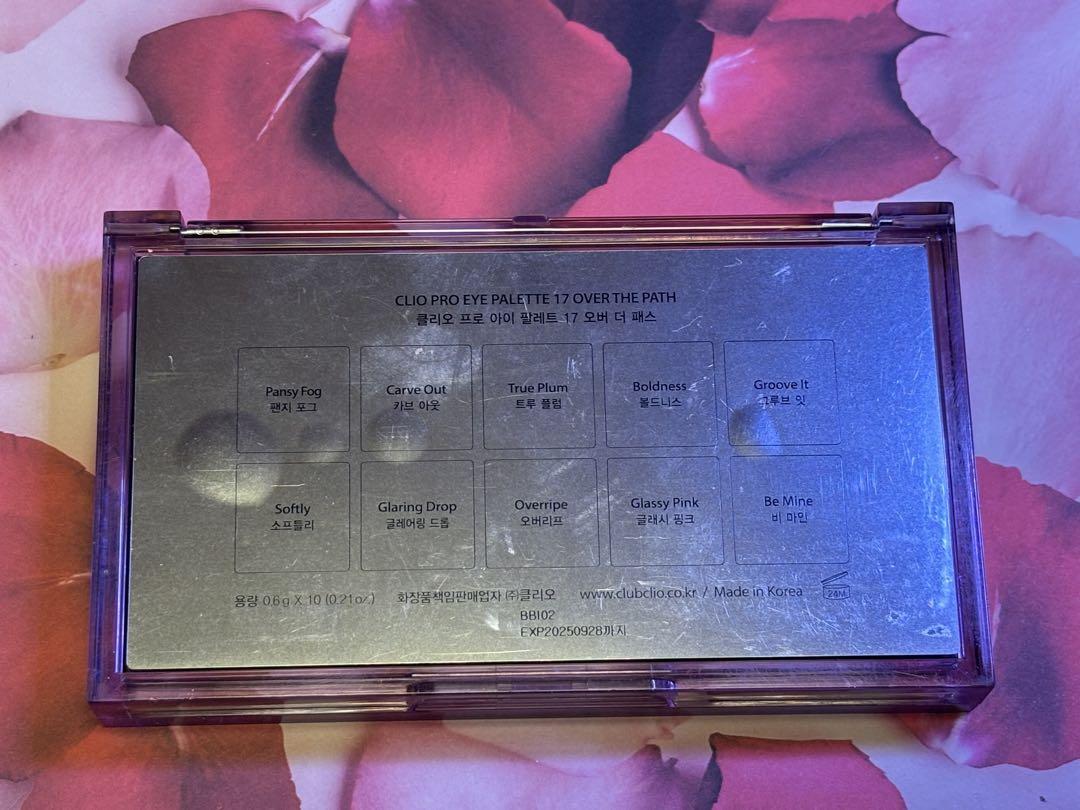 CLIO PRO EYE PALETTE 17 OVER THE PATH
클리오 프로 아이 팔레트 17 오버 더 패스
Pansy Fog
팬지 포그
Carve Out
카브 아웃
True Plum
트루 플럼
Boldness
볼드니스
Groove It
그루브 잇
Softly
소프틀리
Glaring Drop
글레어링 드롭
Overripe
오버리프
Glassy Pink
글래시 핑크
Be Mine
비 마인
용량 0.6g X 10 (0.21oz) 화장품책임판매업자 ㈜클리오 www.clubclio.co.kr / Made in Korea 24M
BBI02
EXP20250928까지